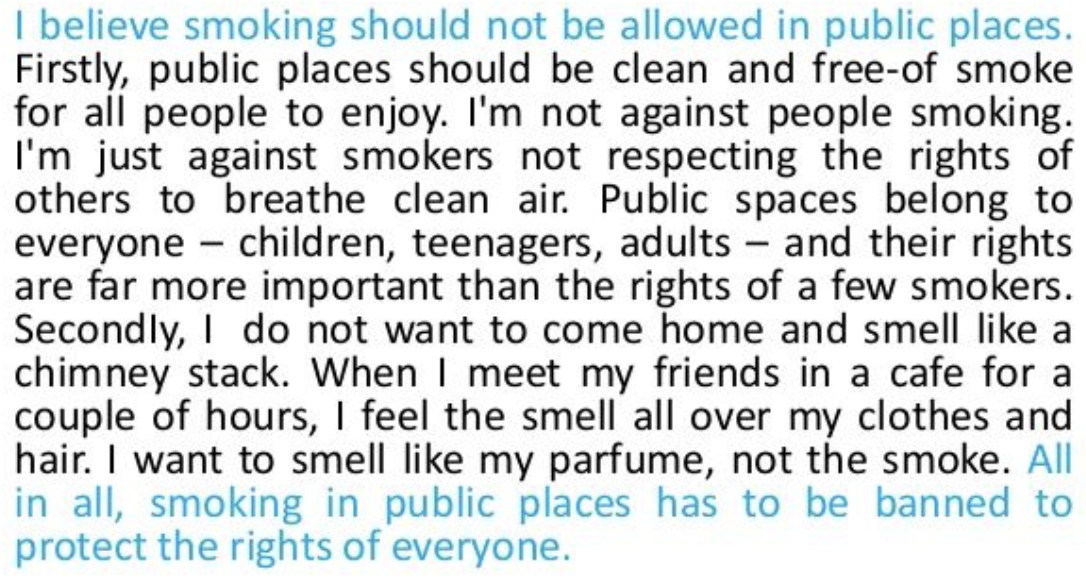 I believe smoking should not be allowed in public places.
Firstly, public places should be clean and free-of smoke
for all people to enjoy. I'm not against people smoking.
I'm just against smokers not respecting the rights of
others to breathe clean air. Public spaces belong to
everyone – children, teenagers, adults – and their rights
are far more important than the rights of a few smokers.
Secondly, I do not want to come home and smell like a
chimney stack. When I meet my friends in a cafe for a
couple of hours, I feel the smell all over my clothes and
hair. I want to smell like my parfume, not the smoke. All
in all, smoking in public places has to be banned to
protect the rights of everyone.